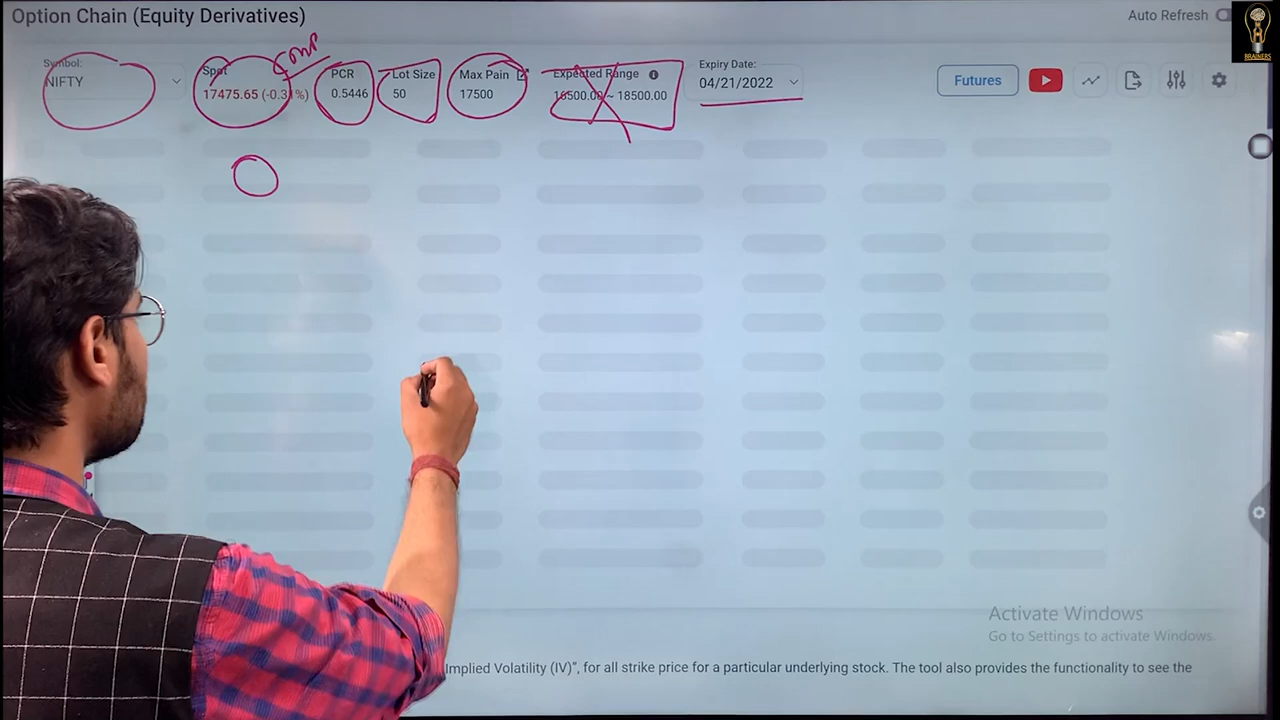 Option Chain (Equity Derivatives)
Auto Refresh
BRAINERS
Symbol:
NIFTY
Spot
17475.65 (-0.31%)
CMP
PCR
0.5446
Lot Size
50
Max Pain
17500
Expected Range
16500.00 ~ 18500.00
Expiry Date:
04/21/2022
Futures
Activate Windows
Go to Settings to activate Windows.
Implied Volatility (IV)", for all strike price for a particular underlying stock. The tool also provides the functionality to see the